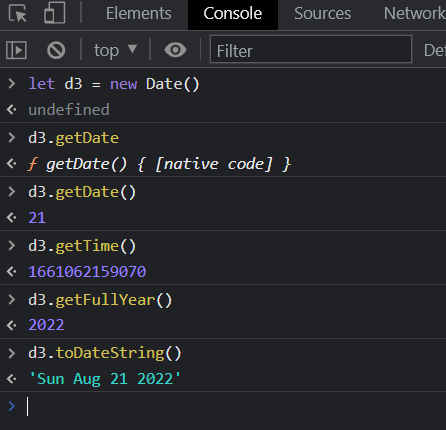 Elements Console Sources Network
top ▼ Filter
> let d3 = new Date()
<· undefined
> d3.getDate
<· ƒ getDate() { [native code] }
> d3.getDate()
<· 21
> d3.getTime()
<· 1661062159070
> d3.getFullYear()
<· 2022
> d3.toDateString()
<· 'Sun Aug 21 2022'
>